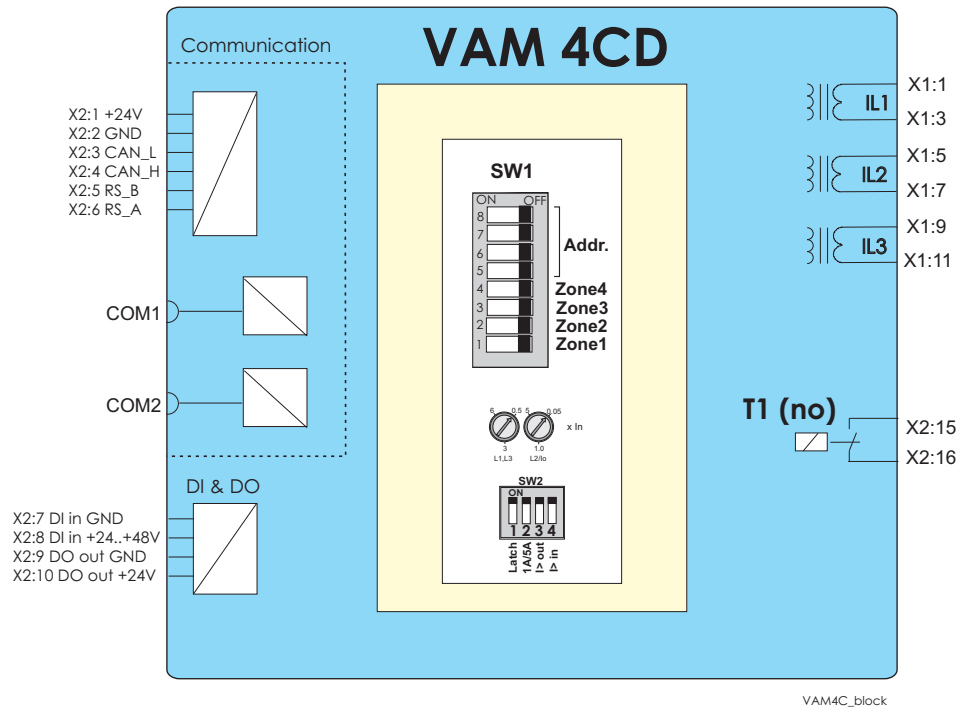 VAM 4CD
Communication
X2:1 +24V
X2:2 GND
X2:3 CAN_L
X2:4 CAN_H
X2:5 RS_B
X2:6 RS_A
COM1
COM2
DI & DO
X2:7 DI in GND
X2:8 DI in +24..+48V
X2:9 DO out GND
X2:10 DO out +24V
SW1
ON OFF
8
7
6
5
Addr.
4 Zone4
3 Zone3
2 Zone2
1 Zone1
6 0.5 5 0.05
x In
3 1.0
L1,L3 L2/Io
SW2
ON
1 2 3 4
Latch
1A/5A
I> out
I> in
IL1
X1:1
X1:3
IL2
X1:5
X1:7
IL3
X1:9
X1:11
T1 (no)
X2:15
X2:16
VAM4C_block